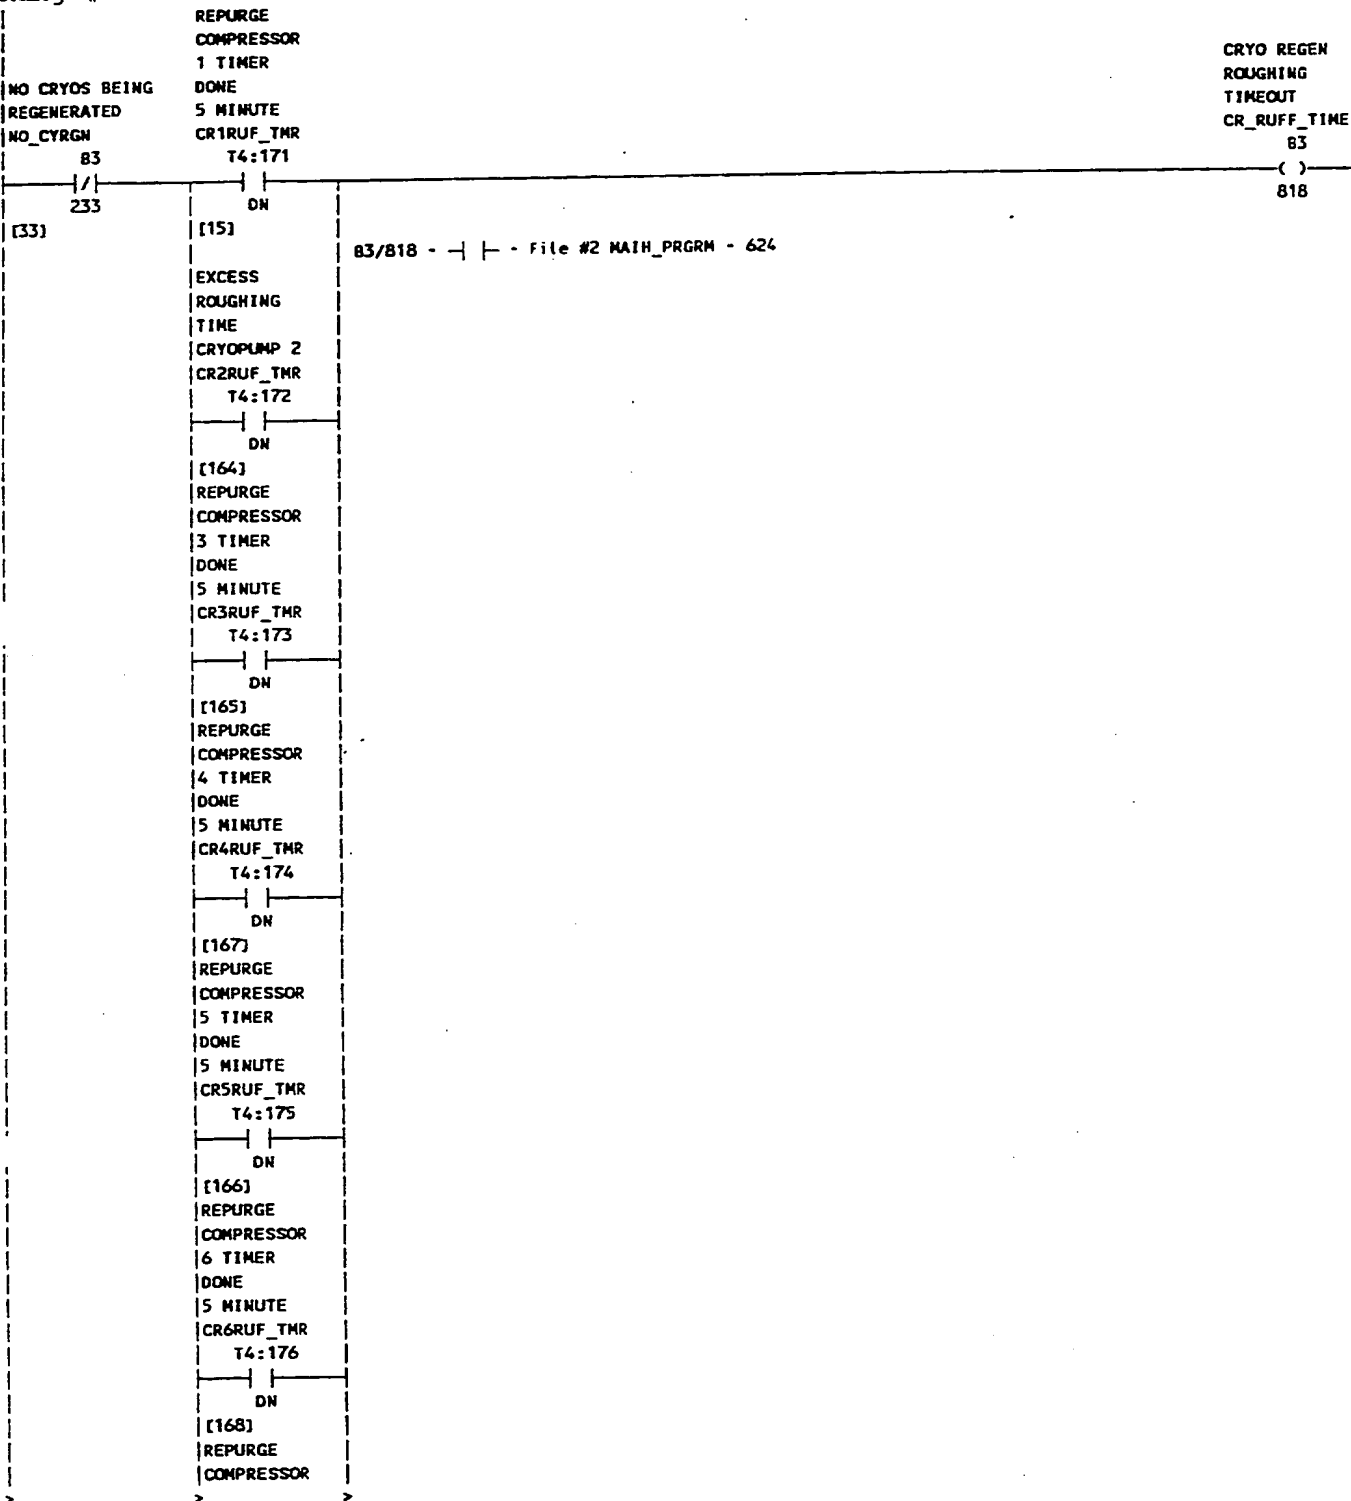 REPURGE
COMPRESSOR
1 TIMER
NO CRYOS BEING DONE
REGENERATED 5 MINUTE
NO_CYRGN CR1RUF_TMR
B3 T4:171
233 DN
[33] [15]
CRYO REGEN
ROUGHING
TIMEOUT
CR_RUFF_TIME
B3
( )
818
B3/818 - ┤ ├ - File #2 MAIN_PRGRM - 624
EXCESS
ROUGHING
TIME
CRYOPUMP 2
CR2RUF_TMR
T4:172
DN
[164]
REPURGE
COMPRESSOR
3 TIMER
DONE
5 MINUTE
CR3RUF_TMR
T4:173
DN
[165]
REPURGE
COMPRESSOR
4 TIMER
DONE
5 MINUTE
CR4RUF_TMR
T4:174
DN
[167]
REPURGE
COMPRESSOR
5 TIMER
DONE
5 MINUTE
CR5RUF_TMR
T4:175
DN
[166]
REPURGE
COMPRESSOR
6 TIMER
DONE
5 MINUTE
CR6RUF_TMR
T4:176
DN
[168]
REPURGE
COMPRESSOR